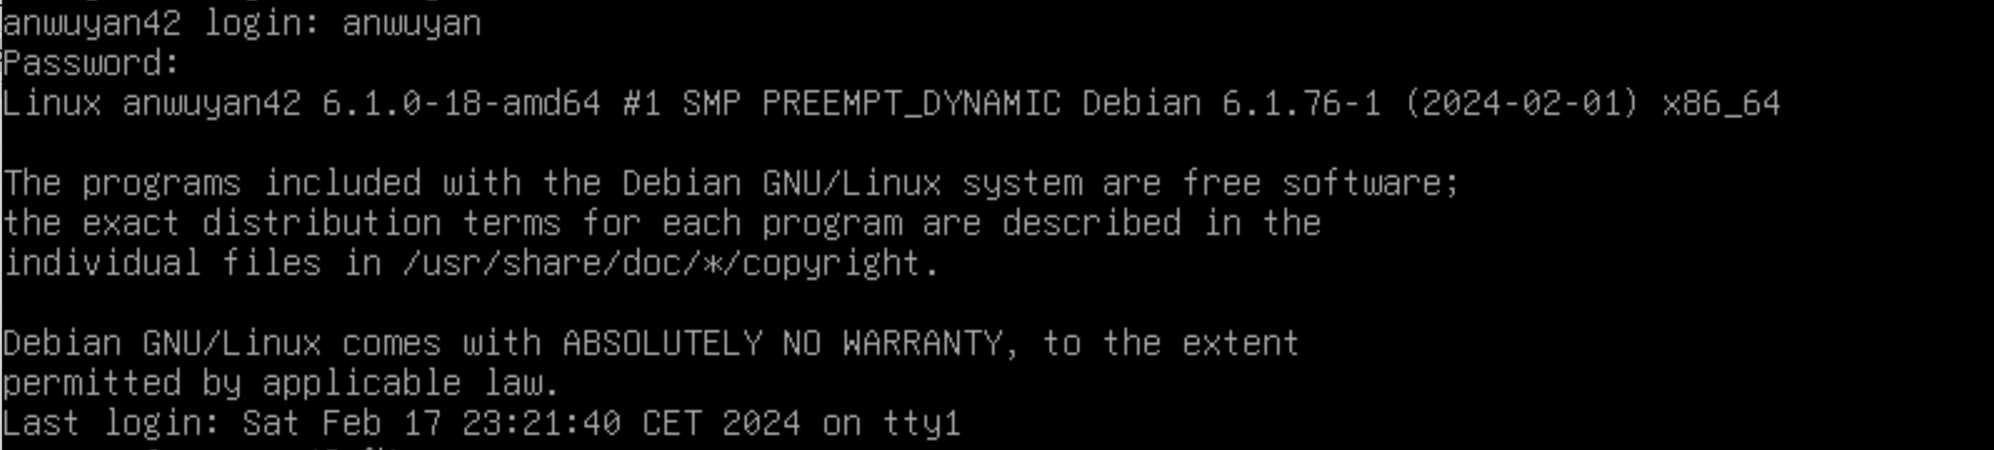 anwuyan42 login: anwuyan
Password:
Linux anwuyan42 6.1.0-18-amd64 #1 SMP PREEMPT_DYNAMIC Debian 6.1.76-1 (2024-02-01) x86_64
The programs included with the Debian GNU/Linux system are free software;
the exact distribution terms for each program are described in the
individual files in /usr/share/doc/*/copyright.
Debian GNU/Linux comes with ABSOLUTELY NO WARRANTY, to the extent
permitted by applicable law.
Last login: Sat Feb 17 23:21:40 CET 2024 on tty1